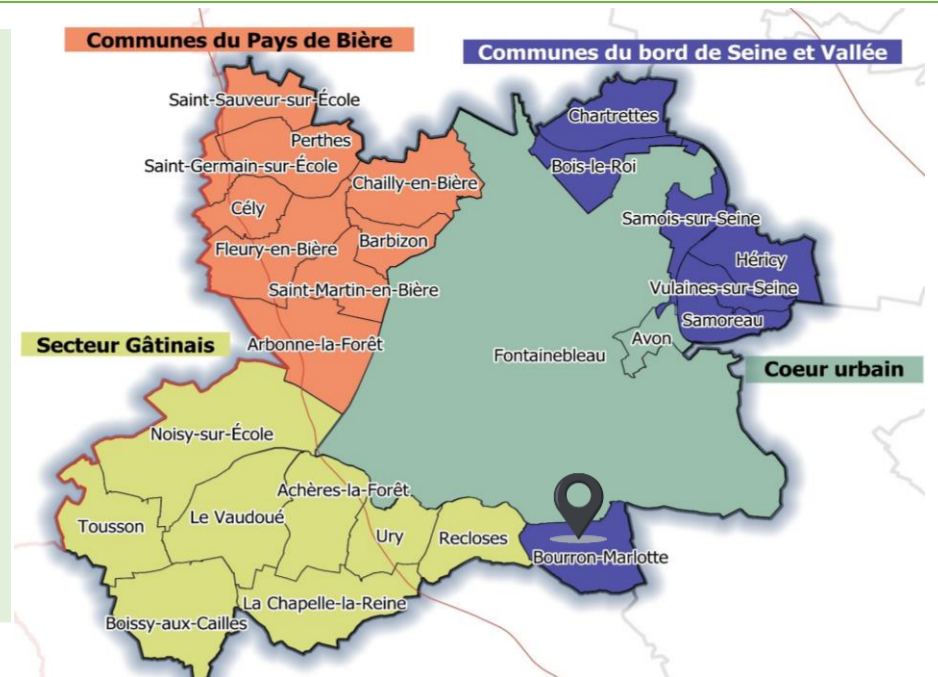 Communes du Pays de Bière
Communes du bord de Seine et Vallée
Saint-Sauveur-sur-École
Chartrettes
Perthes
Saint-Germain-sur-École
Bois-le-Roi
Chailly-en-Bière
Cély
Samois-sur-Seine
Barbizon
Fleury-en-Bière
Héricy
Vulaines-sur-Seine
Saint-Martin-en-Bière
Samoreau
Secteur Gâtinais
Arbonne-la-Forêt
Avon
Fontainebleau
Coeur urbain
Noisy-sur-École
Achères-la-Forêt
Le Vaudoué
Tousson
Ury
Recloses
Bourron-Marlotte
La Chapelle-la-Reine
Boissy-aux-Cailles